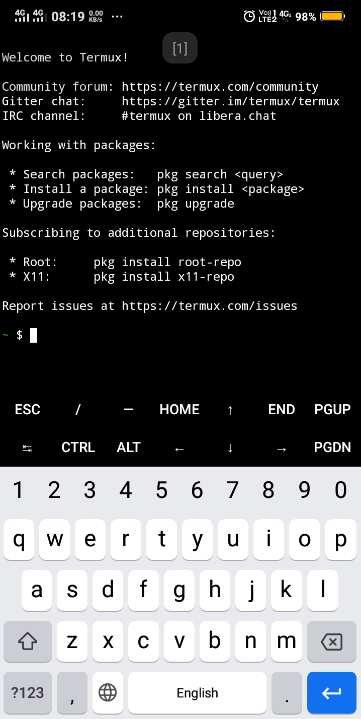 4G 4G 08:19 0.00 KB/s ... VoLTE2 4G 98%
[1]
Welcome to Termux!
Community forum: https://termux.com/community
Gitter chat: https://gitter.im/termux/termux
IRC channel: #termux on libera.chat
Working with packages:
* Search packages: pkg search <query>
* Install a package: pkg install <package>
* Upgrade packages: pkg upgrade
Subscribing to additional repositories:
* Root: pkg install root-repo
* X11: pkg install x11-repo
Report issues at https://termux.com/issues
~ $
ESC / — HOME ↑ END PGUP
↹ CTRL ALT ← ↓ → PGDN
1 2 3 4 5 6 7 8 9 0
q w e r t y u i o p
a s d f g h j k l
z x c v b n m
?123 , English .